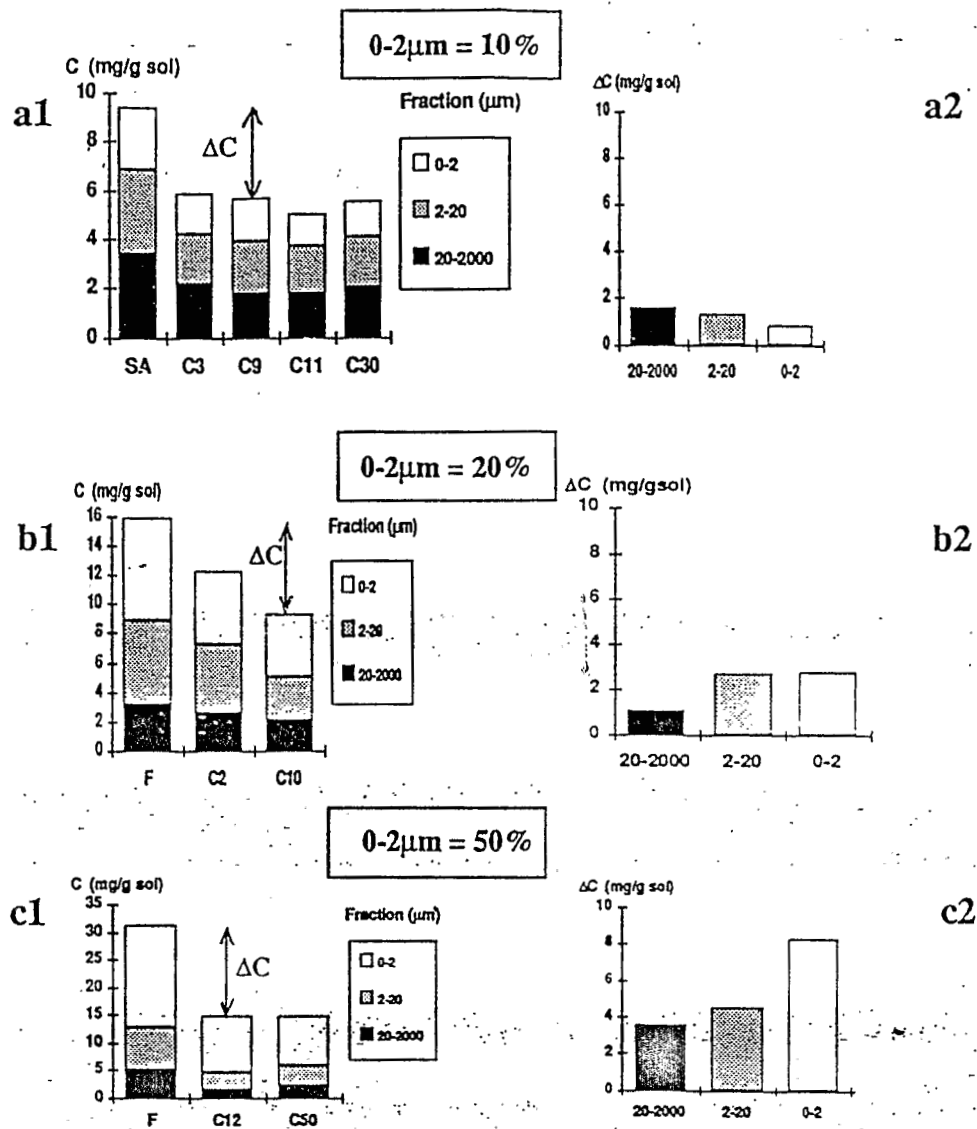 0-2μm = 10%
C (mg/g sol)
a1
10
8
6
4
2
0
ΔC
SA C3 C9 C11 C30
Fraction (μm)
0-2
2-20
20-2000
ΔC (mg/g sol)
a2
10
8
6
4
2
0
20-2000 2-20 0-2
0-2μm = 20%
C (mg/g sol)
b1
16
14
12
10
8
6
4
2
0
ΔC
F C2 C10
Fraction (μm)
0-2
2-20
20-2000
ΔC (mg/gsol)
b2
10
8
6
4
2
0
20-2000 2-20 0-2
0-2μm = 50%
C (mg/g sol)
c1
35
30
25
20
15
10
5
0
ΔC
F C12 C50
Fraction (μm)
0-2
2-20
20-2000
ΔC (mg/g sol)
c2
10
8
6
4
2
0
20-2000 2-20 0-2